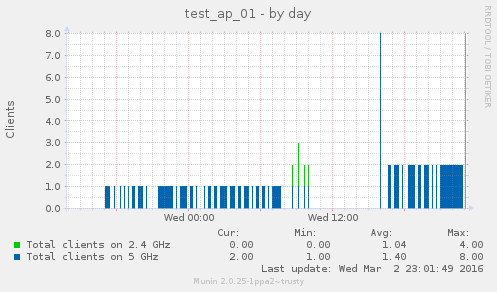 test_ap_01 - by day
RRDTOOL / TOBI OETIKER
Clients
8.0
7.0
6.0
5.0
4.0
3.0
2.0
1.0
0.0
Wed 00:00 Wed 12:00
Cur: Min: Avg: Max:
Total clients on 2.4 GHz 0.00 0.00 1.04 4.00
Total clients on 5 GHz 2.00 1.00 1.40 8.00
Last update: Wed Mar 2 23:01:49 2016
Munin 2.0.25-1ppa2~trusty